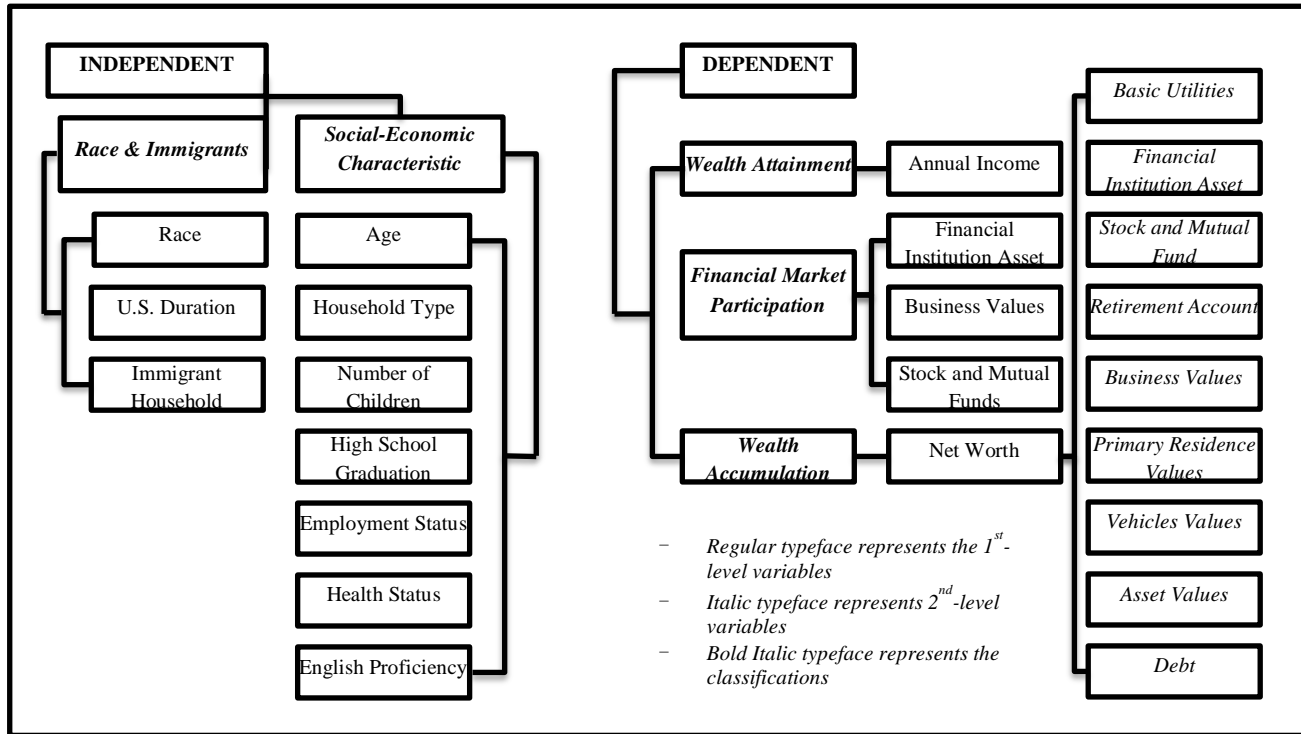 INDEPENDENT
Race & Immigrants
Social-Economic
Characteristic
Race
U.S. Duration
Immigrant
Household
Age
Household Type
Number of
Children
High School
Graduation
Employment Status
Health Status
English Proficiency
DEPENDENT
Wealth Attainment
Annual Income
Financial Market
Participation
Financial
Institution Asset
Business Values
Stock and Mutual
Funds
Wealth
Accumulation
Net Worth
Basic Utilities
Financial
Institution Asset
Stock and Mutual
Fund
Retirement Account
Business Values
Primary Residence
Values
Vehicles Values
Asset Values
Debt
− Regular typeface represents the 1st-
level variables
− Italic typeface represents 2nd-level
variables
− Bold Italic typeface represents the
classifications